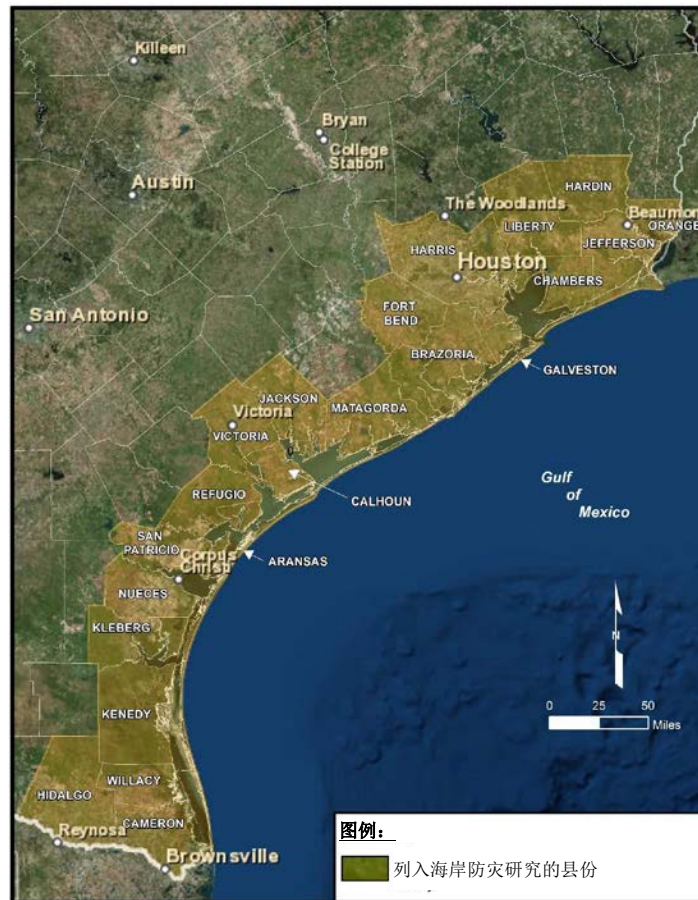 Killeen
Bryan
College
Station
Austin
The Woodlands
HARDIN
Beaumon
ORANGE
LIBERTY
JEFFERSON
HARRIS
Houston
CHAMBERS
San Antonio
FORT
BEND
BRAZORIA
GALVESTON
JACKSON
MATAGORDA
Victoria
VICTORIA
REFUGIO
CALHOUN
Gulf
of
Mexico
SAN
PATRICIO
Corpus
Christi
ARANSAS
NUECES
KLEBERG
KENEDY
N
0 25 50
Miles
WILLACY
HIDALGO
CAMERON
Reynosa
Brownsville
图例：
列入海岸防灾研究的县份